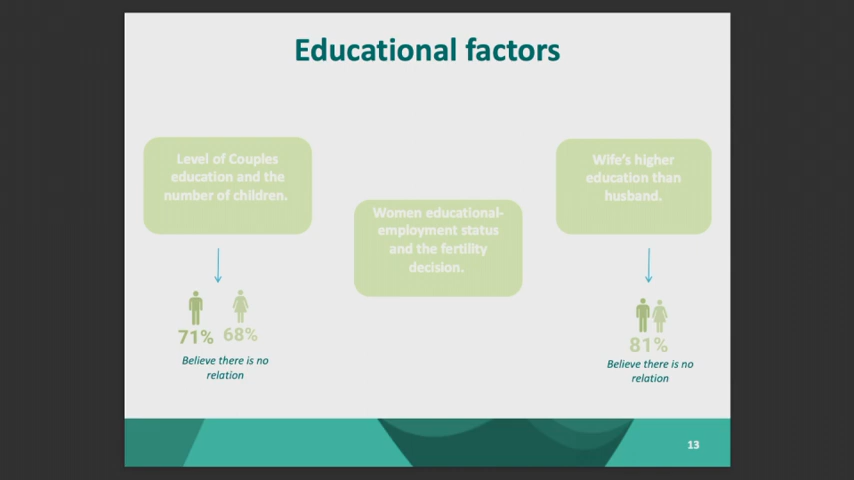 Educational factors
Level of Couples
education and the
number of children.
Women educational-
employment status
and the fertility
decision.
Wife's higher
education than
husband.
71% 68%
Believe there is no
relation
81%
Believe there is no
relation
13